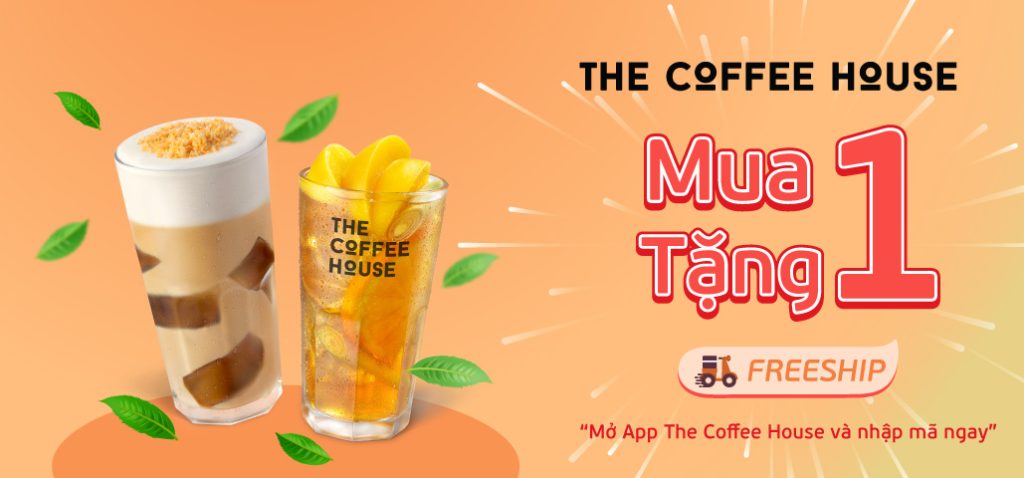 THE COFFEE HOUSE
Mua 1
Tặng
FREESHIP
“Mở App The Coffee House và nhập mã ngay”
THE
COFFEE
HOUSE